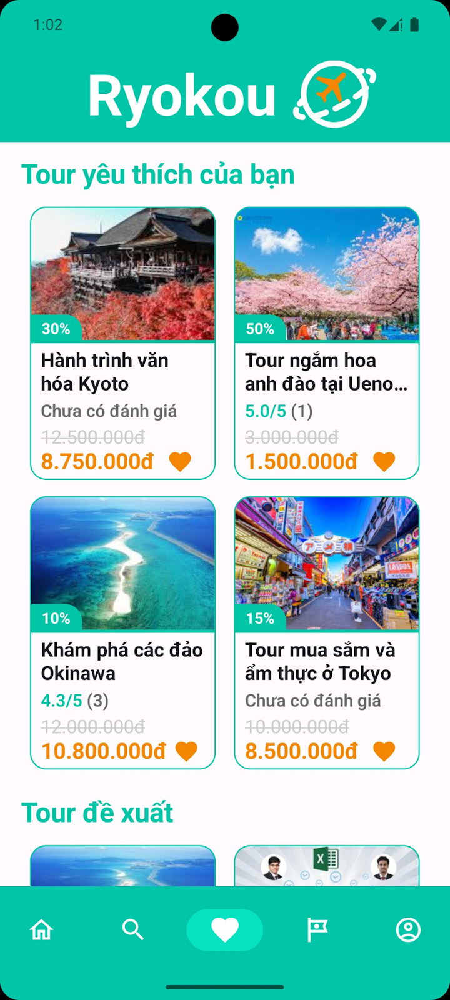 1:02
Ryokou
Tour yêu thích của bạn
30%
Hành trình văn
hóa Kyoto
Chưa có đánh giá
12.500.000đ
8.750.000đ
50%
Tour ngắm hoa
anh đào tại Ueno...
5.0/5 (1)
3.000.000đ
1.500.000đ
10%
Khám phá các đảo
Okinawa
4.3/5 (3)
12.000.000đ
10.800.000đ
アメ横
LONDON
15%
Tour mua sắm và
ẩm thực ở Tokyo
Chưa có đánh giá
10.000.000đ
8.500.000đ
Tour đề xuất
X